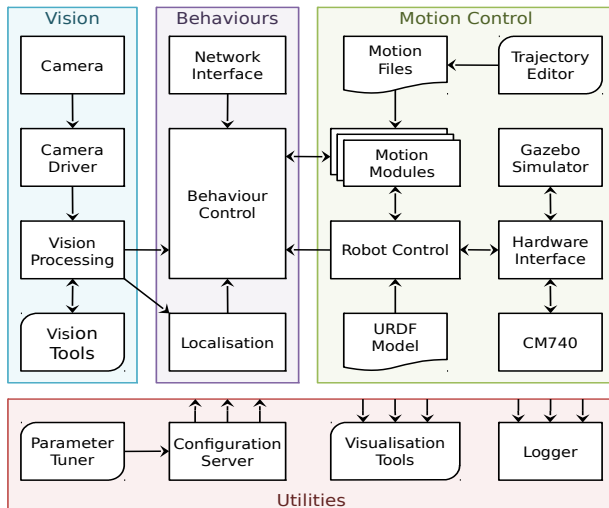 Vision
Behaviours
Motion Control
Camera
Network
Interface
Motion
Files
Trajectory
Editor
Camera
Driver
Behaviour
Control
Motion
Modules
Gazebo
Simulator
Vision
Processing
Robot Control
Hardware
Interface
Vision
Tools
Localisation
URDF
Model
CM740
Parameter
Tuner
Configuration
Server
Visualisation
Tools
Logger
Utilities